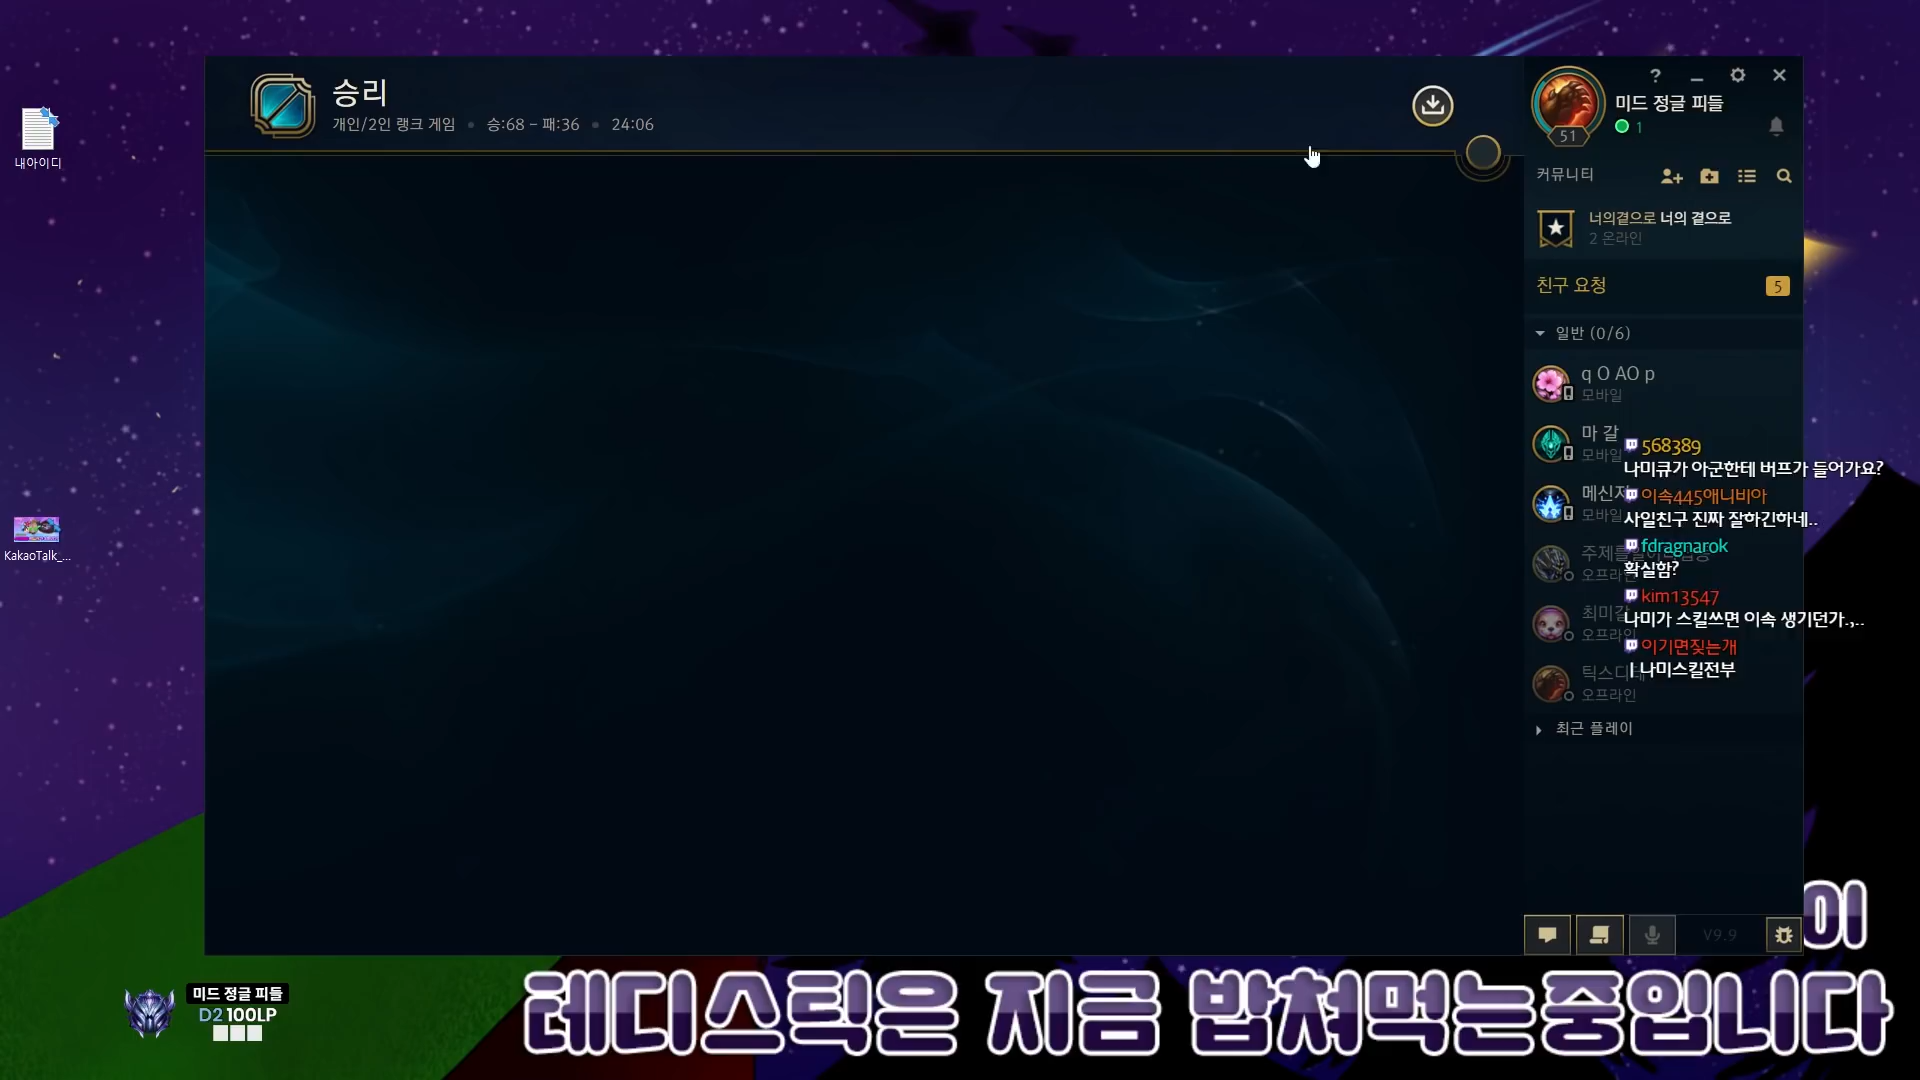 승리
개인/2인 랭크 게임 • 승:68 – 패:36 • 24:06
내아이디
KakaoTalk_...
미드 정글 피들
51
1
커뮤니티
너의곁으로 너의 곁으로
2 온라인
친구 요청
5
일반 (0/6)
q O AO p
모바일
마 갈
모바일
메신저
모바일
오프라인
최미갈
오프라인
틱스디테
오프라인
최근 플레이
568389
나미큐가 아군한테 버프가 들어가요?
이속445애니비아
사일친구 진짜 잘하긴하네..
fdragnarok
확실함?
kim13547
나미가 스킬쓰면 이속 생기던가.,..
이기면짖는개
ㅣ나미스킬전부
V9.9
이
테디스틱은 지금 밥쳐먹는중입니다
미드 정글 피들
D2 100LP